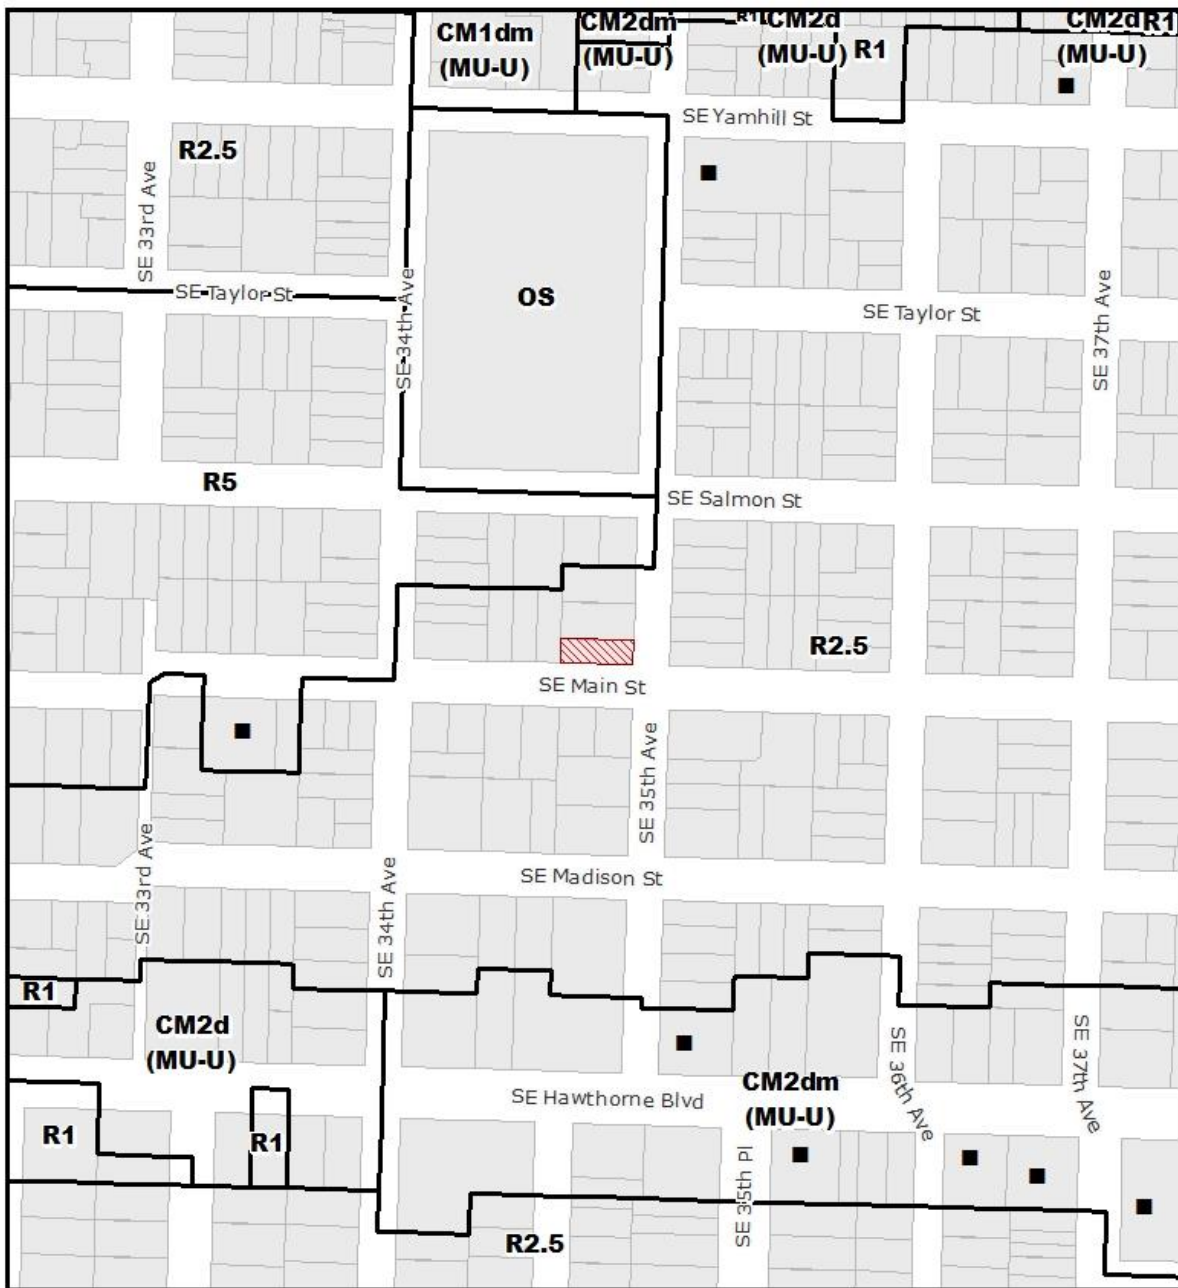 CM1dm
(MU-U)
CM2dm
(MU-U)
R1
CM2d
(MU-U)
R1
CM2d
(MU-U)
R1
SE Yamhill St
R2.5
SE 33rd Ave
SE Taylor St
SE 34th Ave
OS
SE Taylor St
SE 37th Ave
R5
SE Salmon St
R2.5
SE Main St
SE 35th Ave
SE 33rd Ave
SE Madison St
SE 34th Ave
R1
CM2d
(MU-U)
SE 36th Ave
SE 37th Ave
CM2dm
(MU-U)
SE Hawthorne Blvd
R1
R1
SE 35th Pl
R2.5